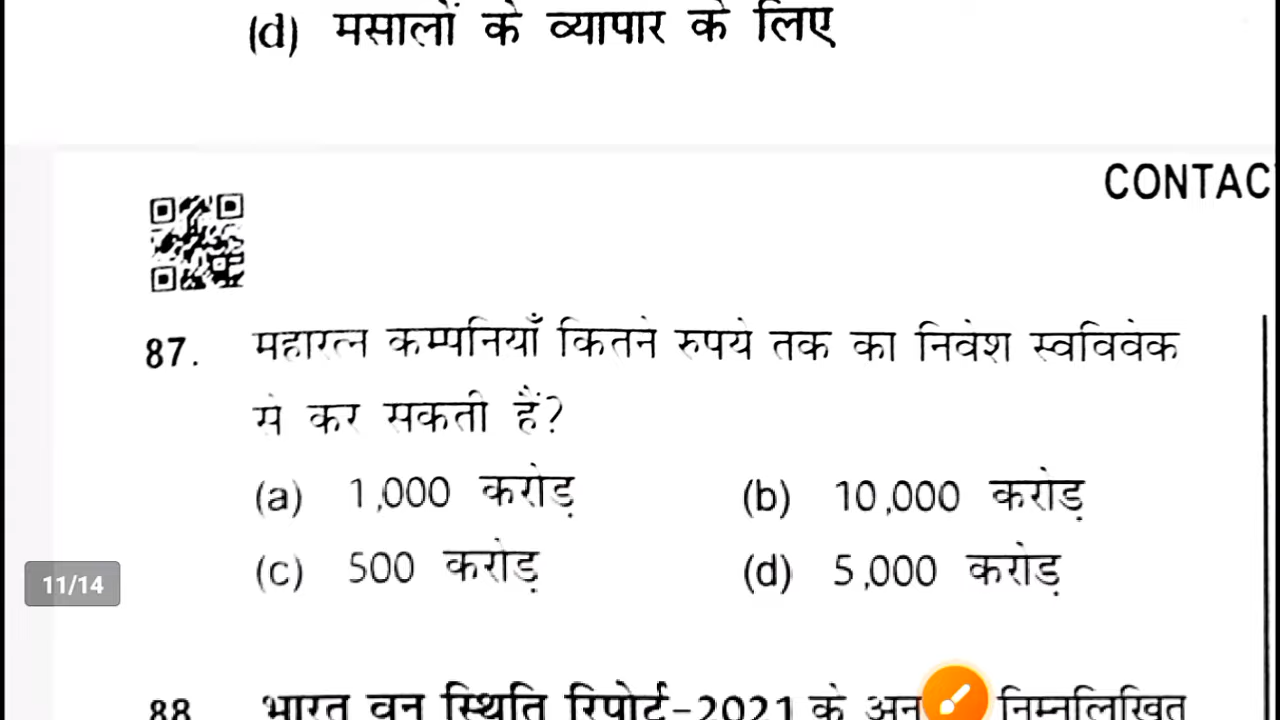 (d) मसालों के व्यापार के लिए
CONTAC
87. महारत्न कम्पनियाँ कितने रुपये तक का निवेश स्वविवेक
से कर सकती हैं?
(a) 1,000 करोड़ (b) 10,000 करोड़
(c) 500 करोड़ (d) 5,000 करोड़
11/14
88 भारत वन स्थिति रिपोर्ट-2021 के अन निम्नलिखित